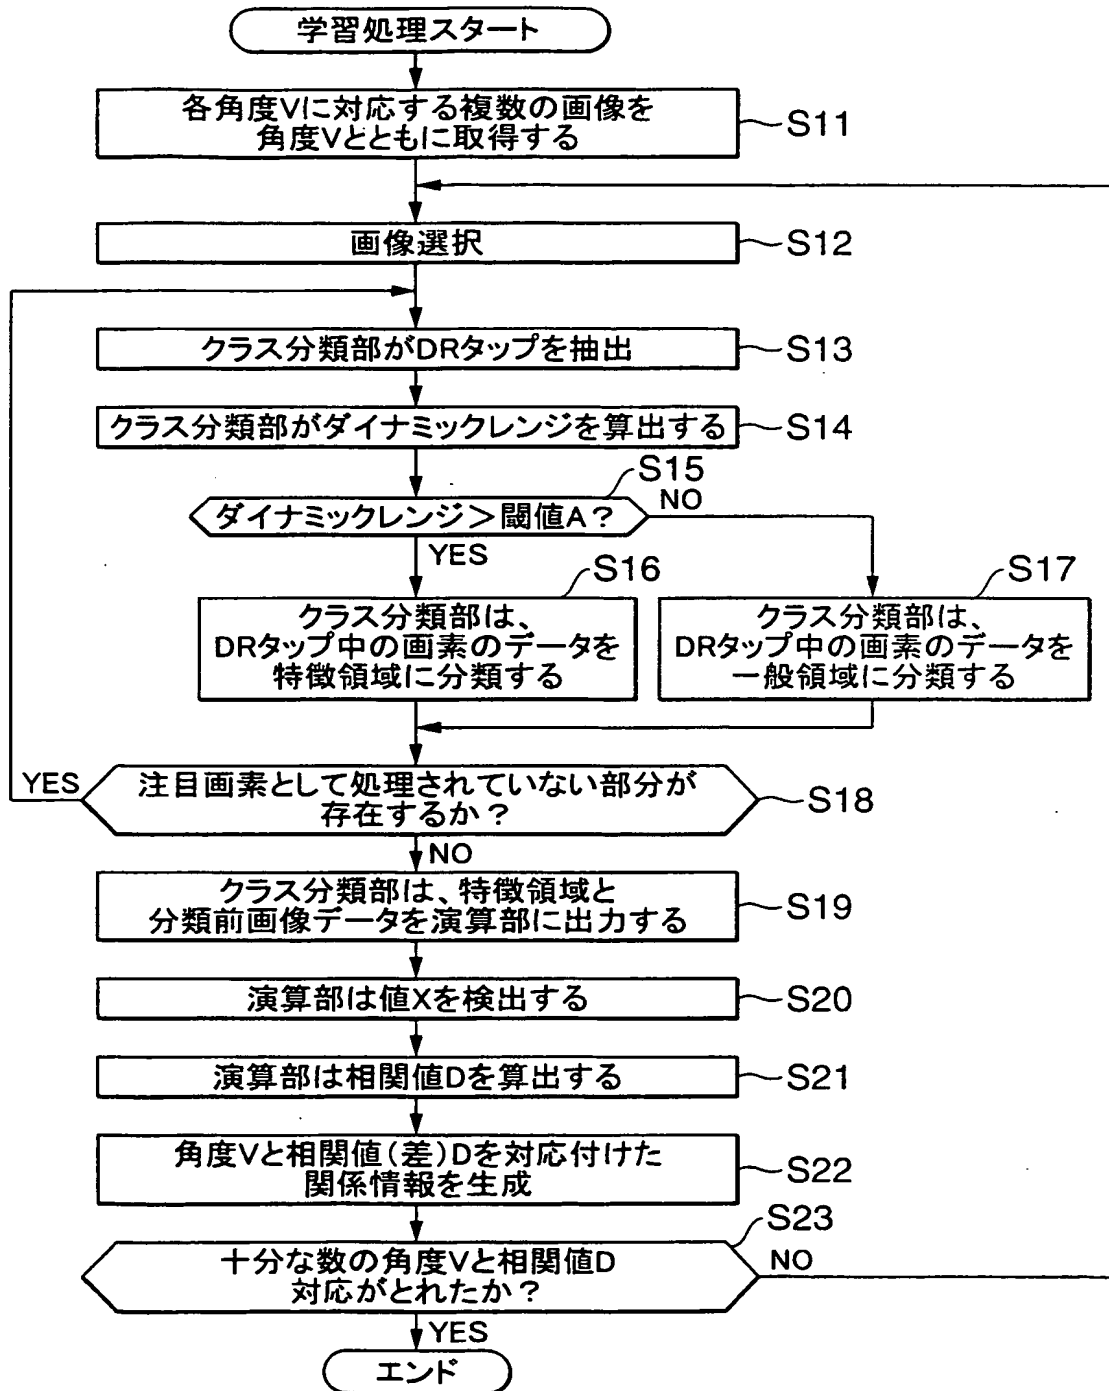 学習処理スタート
各角度Vに対応する複数の画像を
角度Vとともに取得する
S11
画像選択
S12
クラス分類部がDRタップを抽出
S13
クラス分類部がダイナミックレンジを算出する
S14
S15
ダイナミックレンジ>閾値A?
NO
YES
S16
クラス分類部は、
DRタップ中の画素のデータを
特徴領域に分類する
S17
クラス分類部は、
DRタップ中の画素のデータを
一般領域に分類する
YES
注目画素として処理されていない部分が
存在するか?
S18
NO
クラス分類部は、特徴領域と
分類前画像データを演算部に出力する
S19
演算部は値Xを検出する
S20
演算部は相関値Dを算出する
S21
角度Vと相関値(差)Dを対応付けた
関係情報を生成
S22
S23
十分な数の角度Vと相関値D
対応がとれたか?
NO
YES
エンド